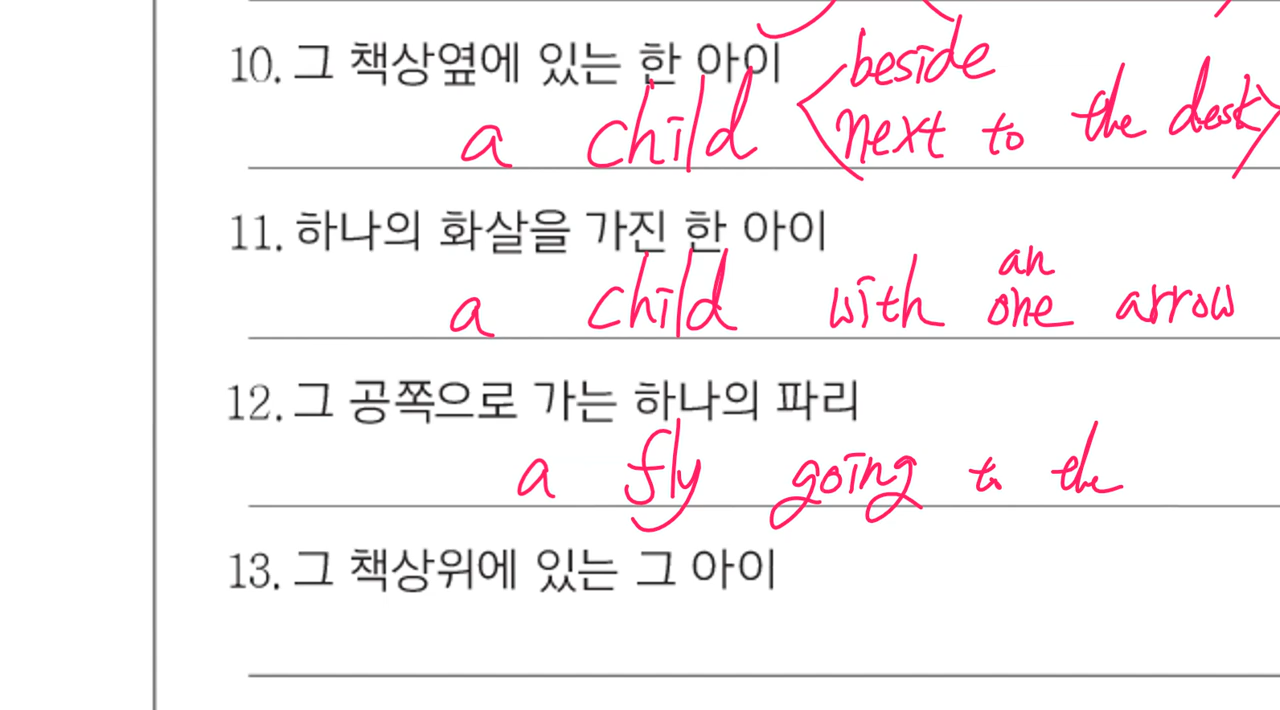 10. 그 책상옆에 있는 한 아이
beside
a child next to the desk
11. 하나의 화살을 가진 한 아이
an
a child with one arrow
12. 그 공쪽으로 가는 하나의 파리
a fly going to the
13. 그 책상위에 있는 그 아이